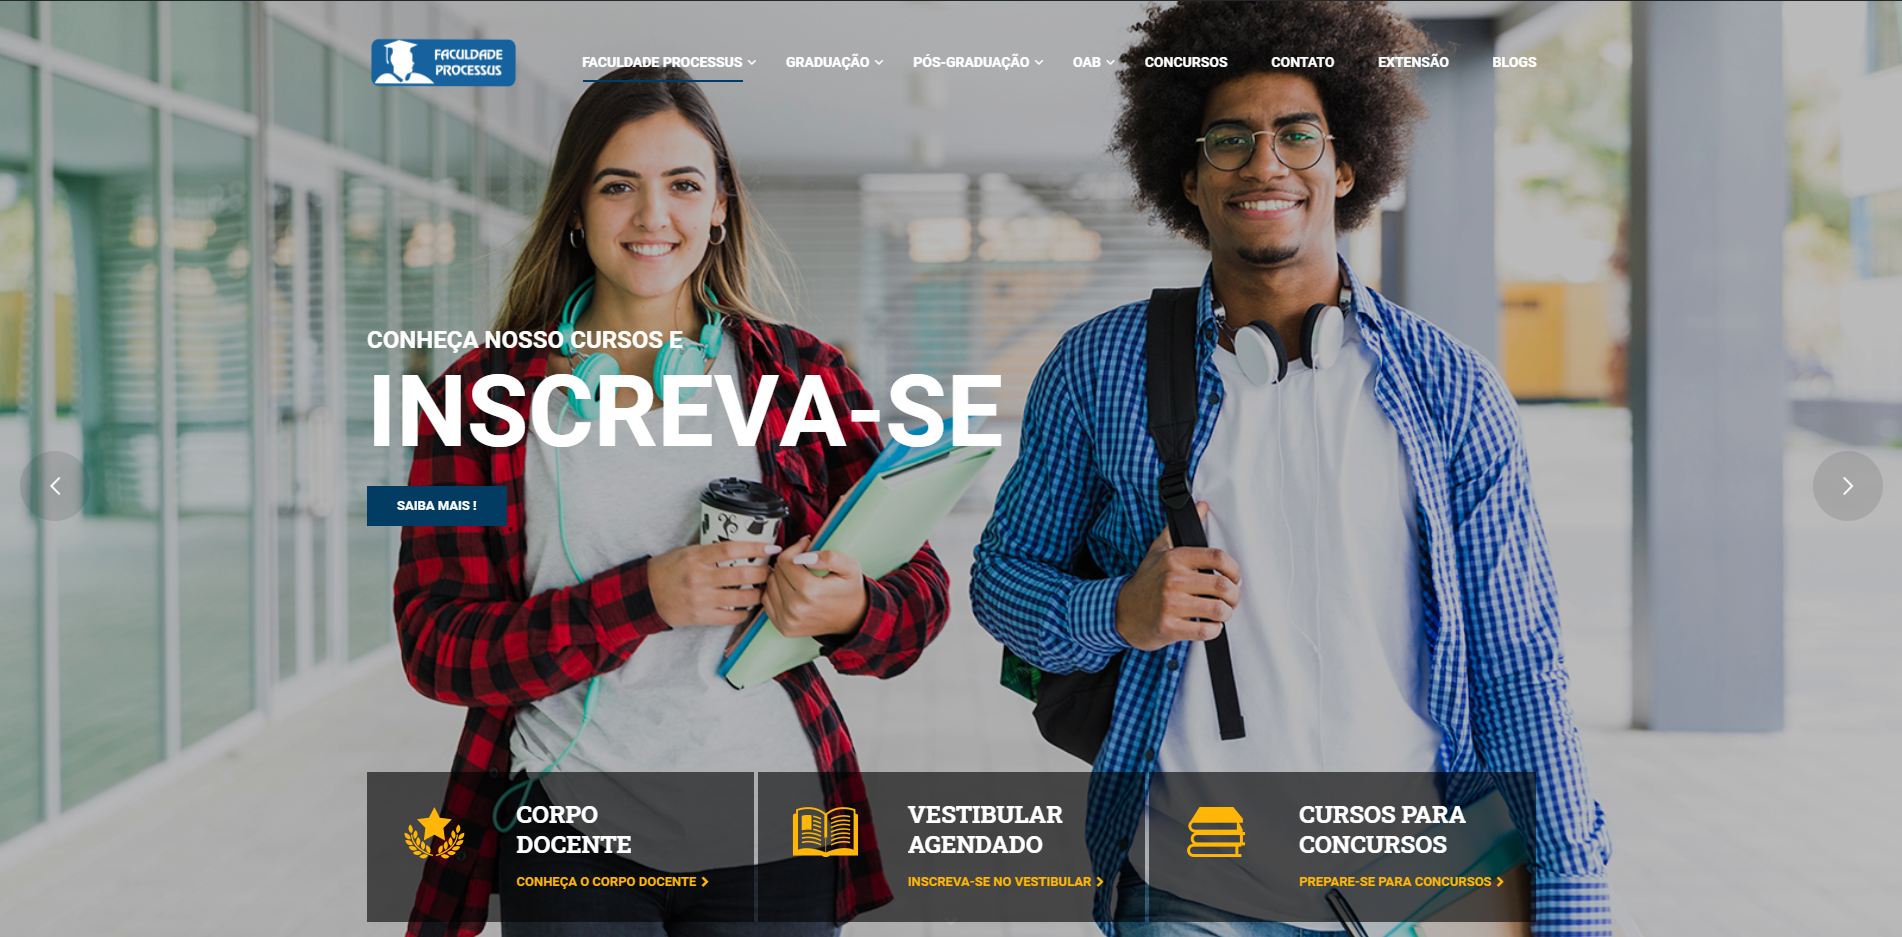 FACULDADE
PROCESSUS
FACULDADE PROCESSUS
GRADUAÇÃO
PÓS-GRADUAÇÃO
OAB
CONCURSOS
CONTATO
EXTENSÃO
BLOGS
CONHEÇA NOSSO CURSOS E
INSCREVA-SE
SAIBA MAIS !
CORPO
DOCENTE
CONHEÇA O CORPO DOCENTE
VESTIBULAR
AGENDADO
INSCREVA-SE NO VESTIBULAR
CURSOS PARA
CONCURSOS
PREPARE-SE PARA CONCURSOS